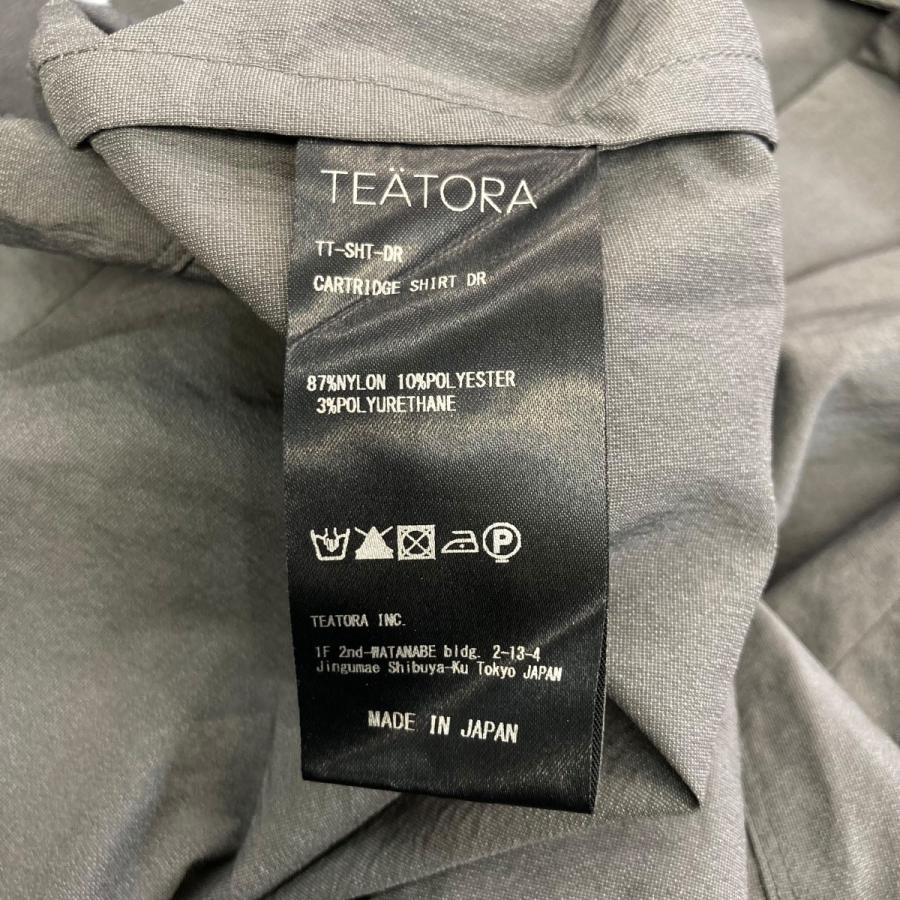 TEÄTORA
TT-SHT-DR
CARTRIDGE SHIRT DR
87%NYLON 10%POLYESTER
3%POLYURETHANE
P
TEATORA INC.
1F 2nd-WATANABE bldg. 2-13-4
Jingumae Shibuya-Ku Tokyo JAPAN
MADE IN JAPAN